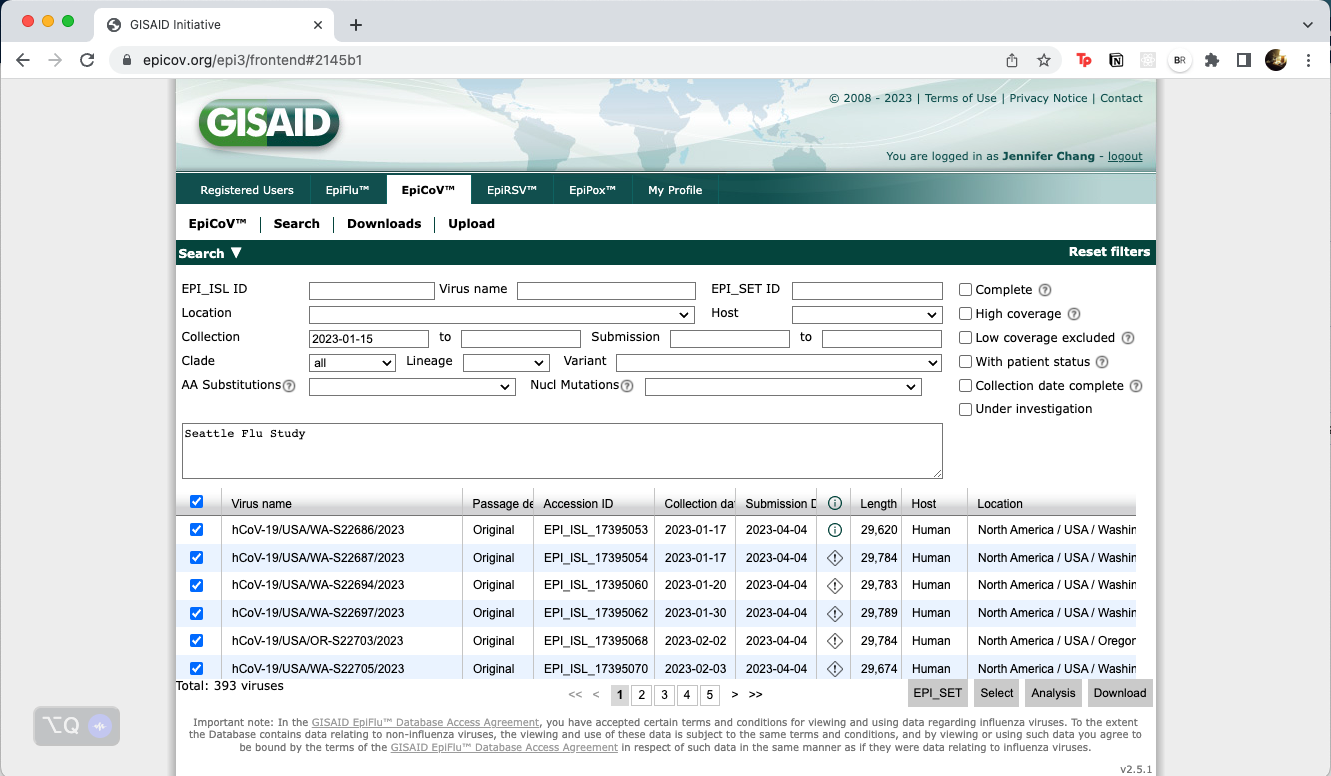 GISAID Initiative
epicov.org/epi3/frontend#2145b1
Tp
N
BR
GISAID
© 2008 - 2023 | Terms of Use | Privacy Notice | Contact
You are logged in as Jennifer Chang - logout
Registered Users EpiFlu™ EpiCoV™ EpiRSV™ EpiPox™ My Profile
EpiCoV™ | Search | Downloads | Upload
Search ▼ Reset filters
EPI_ISL ID Virus name EPI_SET ID Complete ?
Location Host High coverage ?
Collection 2023-01-15 to Submission to Low coverage excluded ?
Clade all Lineage Variant With patient status ?
AA Substitutions ? Nucl Mutations ? Collection date complete ?
Under investigation
Seattle Flu Study
Virus name Passage de Accession ID Collection da Submission D Length Host Location
hCoV-19/USA/WA-S22686/2023 Original EPI_ISL_17395053 2023-01-17 2023-04-04 29,620 Human North America / USA / Washin
hCoV-19/USA/WA-S22687/2023 Original EPI_ISL_17395054 2023-01-17 2023-04-04 29,784 Human North America / USA / Washin
hCoV-19/USA/WA-S22694/2023 Original EPI_ISL_17395060 2023-01-20 2023-04-04 29,783 Human North America / USA / Washin
hCoV-19/USA/WA-S22697/2023 Original EPI_ISL_17395062 2023-01-30 2023-04-04 29,789 Human North America / USA / Washin
hCoV-19/USA/OR-S22703/2023 Original EPI_ISL_17395068 2023-02-02 2023-04-04 29,784 Human North America / USA / Oregor
hCoV-19/USA/WA-S22705/2023 Original EPI_ISL_17395070 2023-02-03 2023-04-04 29,674 Human North America / USA / Washin
Total: 393 viruses << < 1 2 3 4 5 > >> EPI_SET Select Analysis Download
⌥Q
Important note: In the GISAID EpiFlu™ Database Access Agreement, you have accepted certain terms and conditions for viewing and using data regarding influenza viruses. To the extent
the Database contains data relating to non-influenza viruses, the viewing and use of these data is subject to the same terms and conditions, and by viewing or using such data you agree to
be bound by the terms of the GISAID EpiFlu™ Database Access Agreement in respect of such data in the same manner as if they were data relating to influenza viruses.
v2.5.1